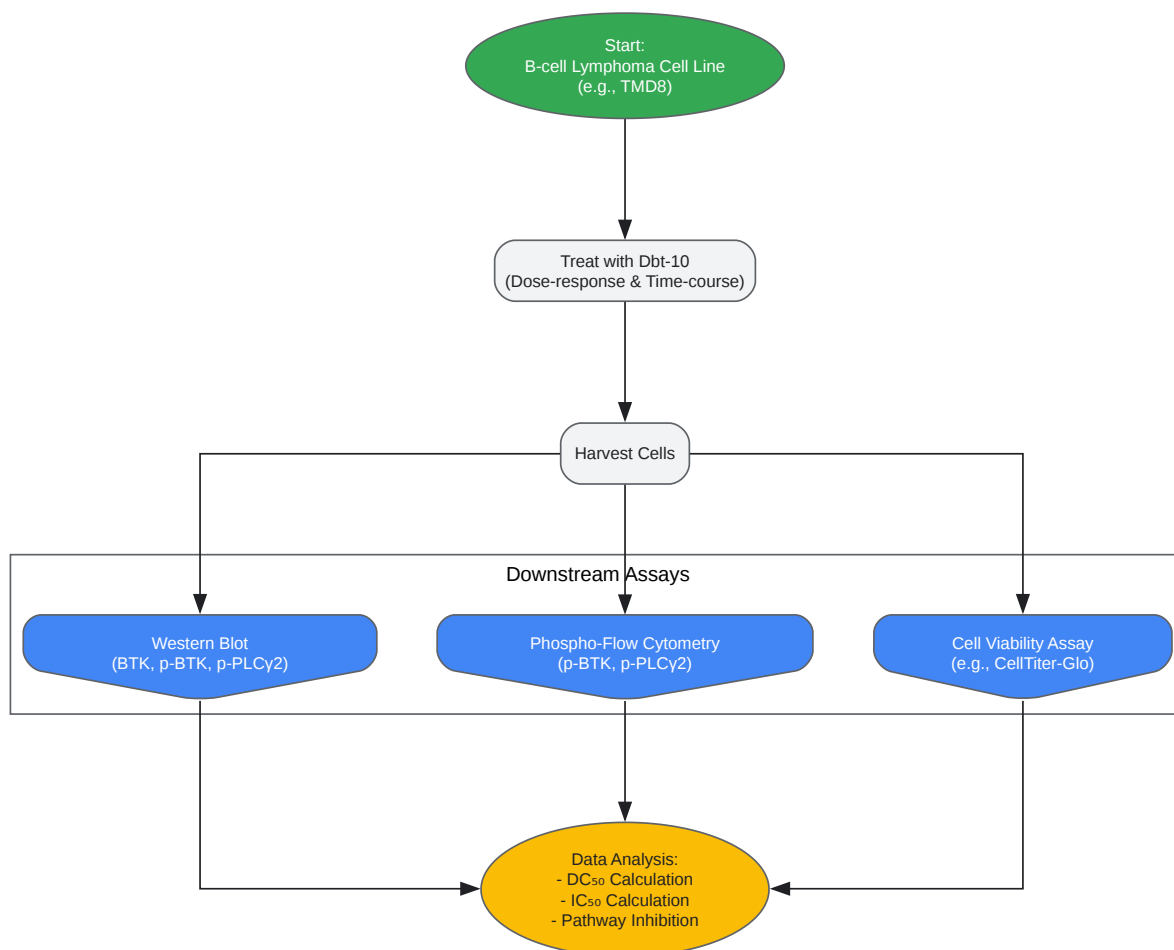 Start:
B-cell Lymphoma Cell Line
(e.g., TMD8)
Treat with Dbt-10
(Dose-response & Time-course)
Harvest Cells
Downstream Assays
Western Blot
(BTK, p-BTK, p-PLCγ2)
Phospho-Flow Cytometry
(p-BTK, p-PLCγ2)
Cell Viability Assay
(e.g., CellTiter-Glo)
Data Analysis:
- DC₅₀ Calculation
- IC₅₀ Calculation
- Pathway Inhibition